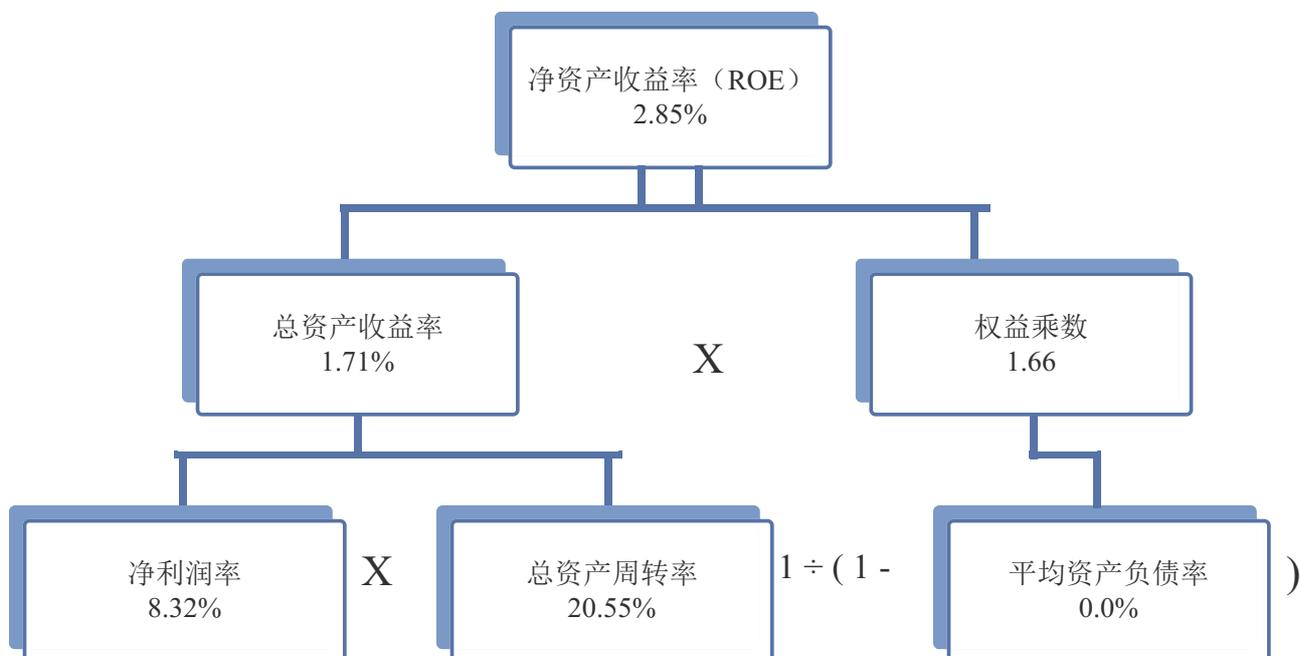 净资产收益率（ROE）
2.85%
总资产收益率
1.71%
X
权益乘数
1.66
净利润率
8.32%
X
总资产周转率
20.55%
1 ÷ ( 1 -
平均资产负债率
0.0%
)